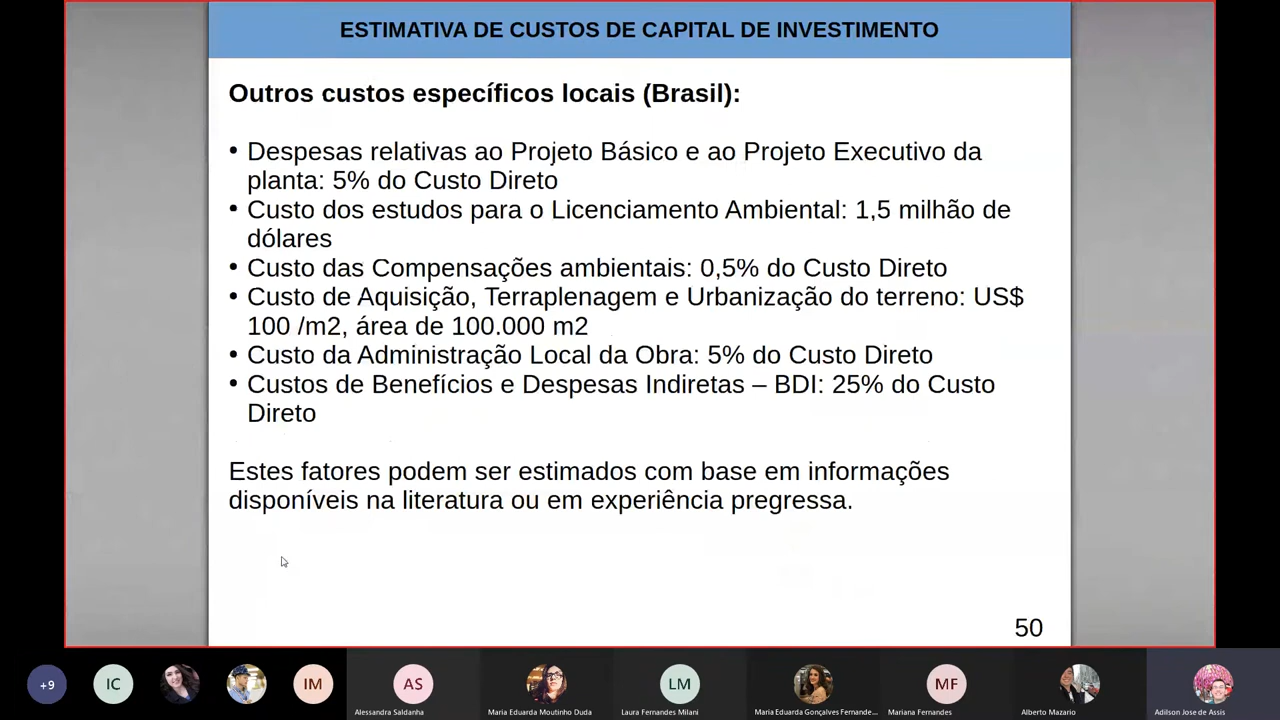 ESTIMATIVA DE CUSTOS DE CAPITAL DE INVESTIMENTO
Outros custos específicos locais (Brasil):
• Despesas relativas ao Projeto Básico e ao Projeto Executivo da
planta: 5% do Custo Direto
• Custo dos estudos para o Licenciamento Ambiental: 1,5 milhão de
dólares
• Custo das Compensações ambientais: 0,5% do Custo Direto
• Custo de Aquisição, Terraplenagem e Urbanização do terreno: US$
100 /m2, área de 100.000 m2
• Custo da Administração Local da Obra: 5% do Custo Direto
• Custos de Benefícios e Despesas Indiretas – BDI: 25% do Custo
Direto
Estes fatores podem ser estimados com base em informações
disponíveis na literatura ou em experiência pregressa.
50
+9
IC
IM
AS
LM
MF
Alessandra Saldanha
Maria Eduarda Moutinho Duda
Laura Fernandes Milani
Maria Eduarda Gonçalves Fernande...
Mariana Fernandes
Alberto Mazario
Adilson Jose de Assis